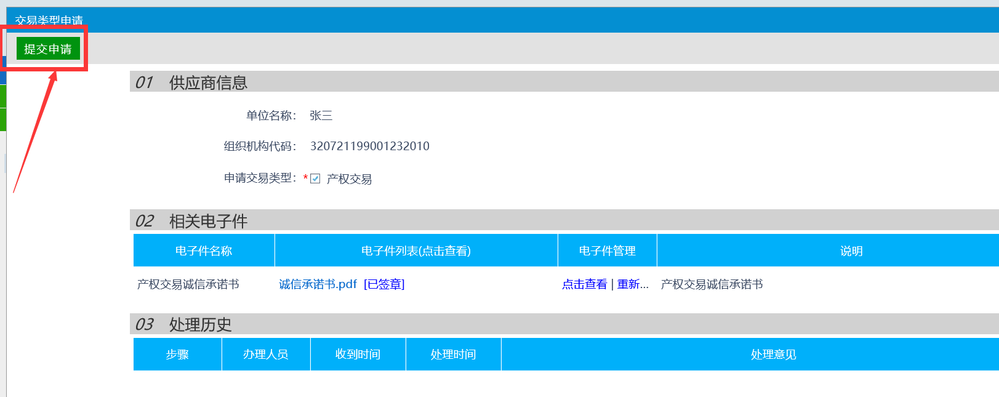 交易类型申请
提交申请
01 供应商信息
单位名称： 张三
组织机构代码： 320721199001232010
申请交易类型：* 产权交易
02 相关电子件
电子件名称 电子件列表(点击查看) 电子件管理 说明
产权交易诚信承诺书 诚信承诺书.pdf [已签章] 点击查看 | 重新... 产权交易诚信承诺书
03 处理历史
步骤 办理人员 收到时间 处理时间 处理意见